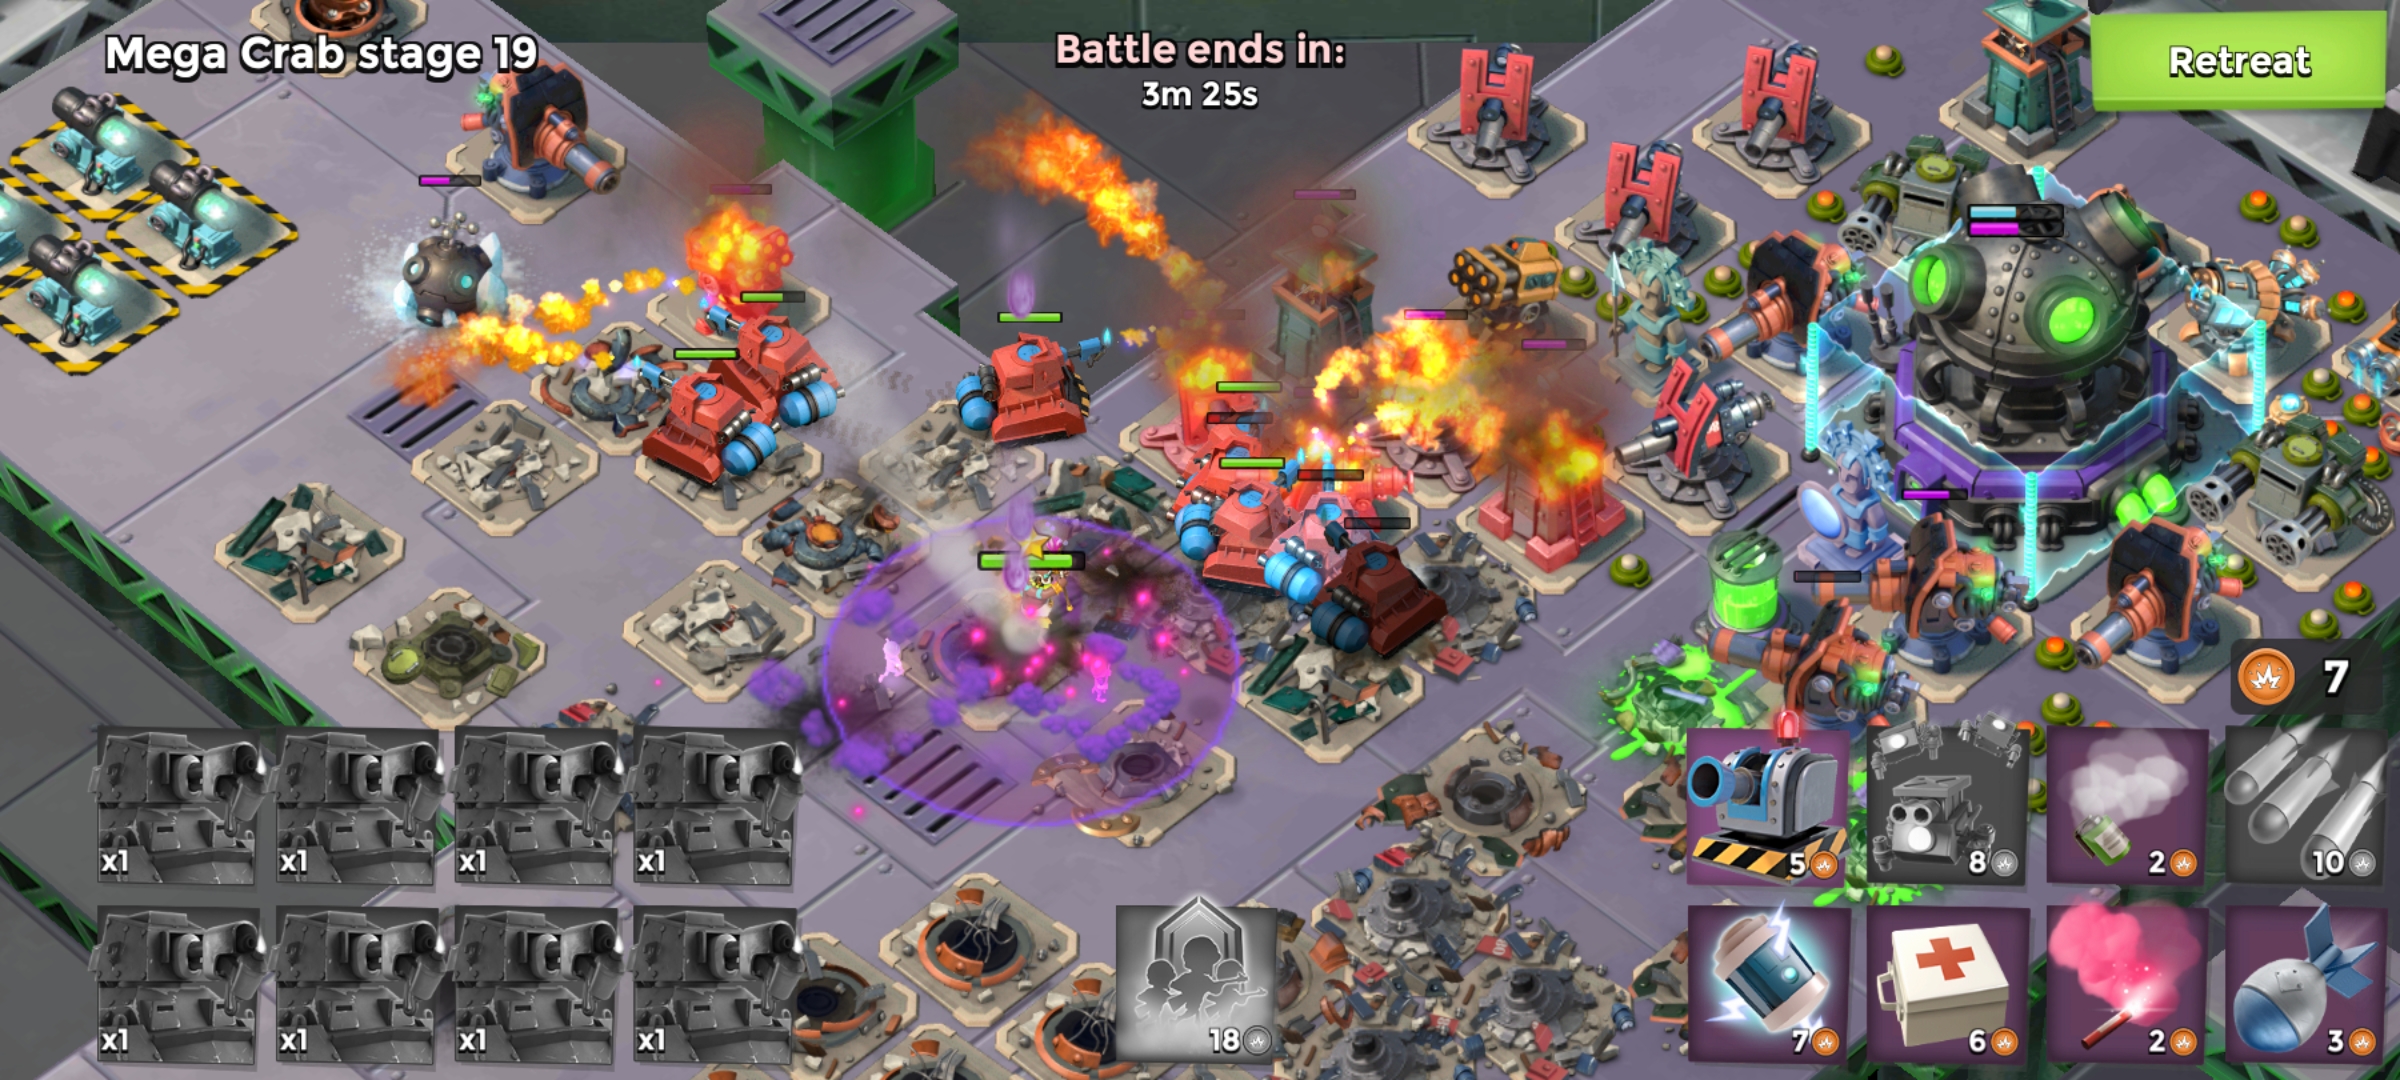 Mega Crab stage 19
Battle ends in:
3m 25s
Retreat
7
x1
x1
x1
x1
5
8
2
10
x1
x1
x1
x1
18
7
6
2
3